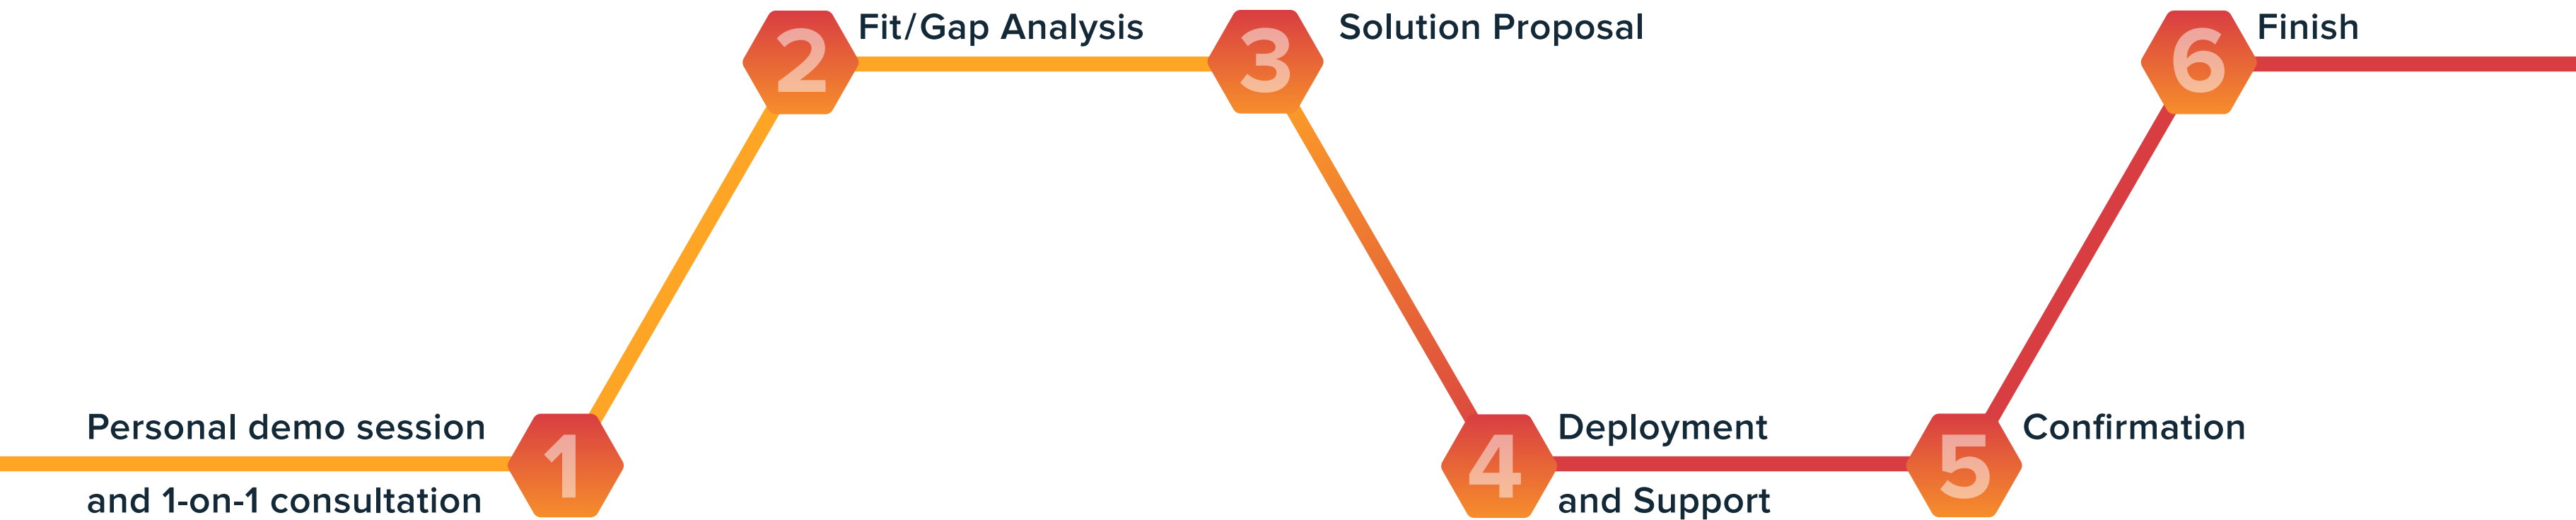 Personal demo session
and 1-on-1 consultation
1
2
Fit/Gap Analysis
3
Solution Proposal
4
Deployment
and Support
5
Confirmation
6
Finish